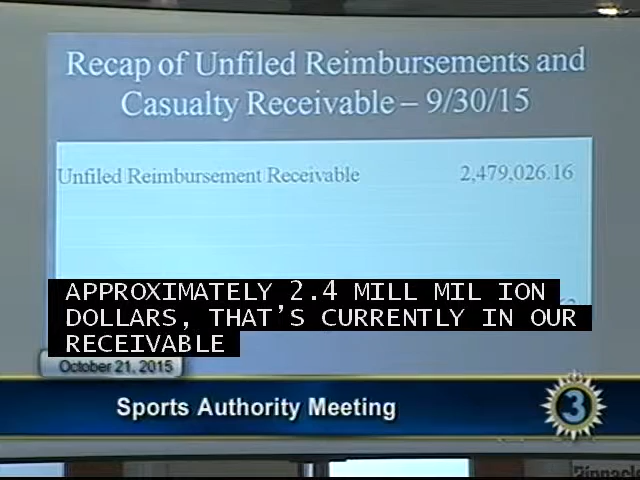 Recap of Unfiled Reimbursements and
Casualty Receivable – 9/30/15
Unfiled Reimbursement Receivable 2,479,026.16
APPROXIMATELY 2.4 MILL MIL ION
DOLLARS, THAT'S CURRENTLY IN OUR
RECEIVABLE
October 21, 2015
Sports Authority Meeting
3